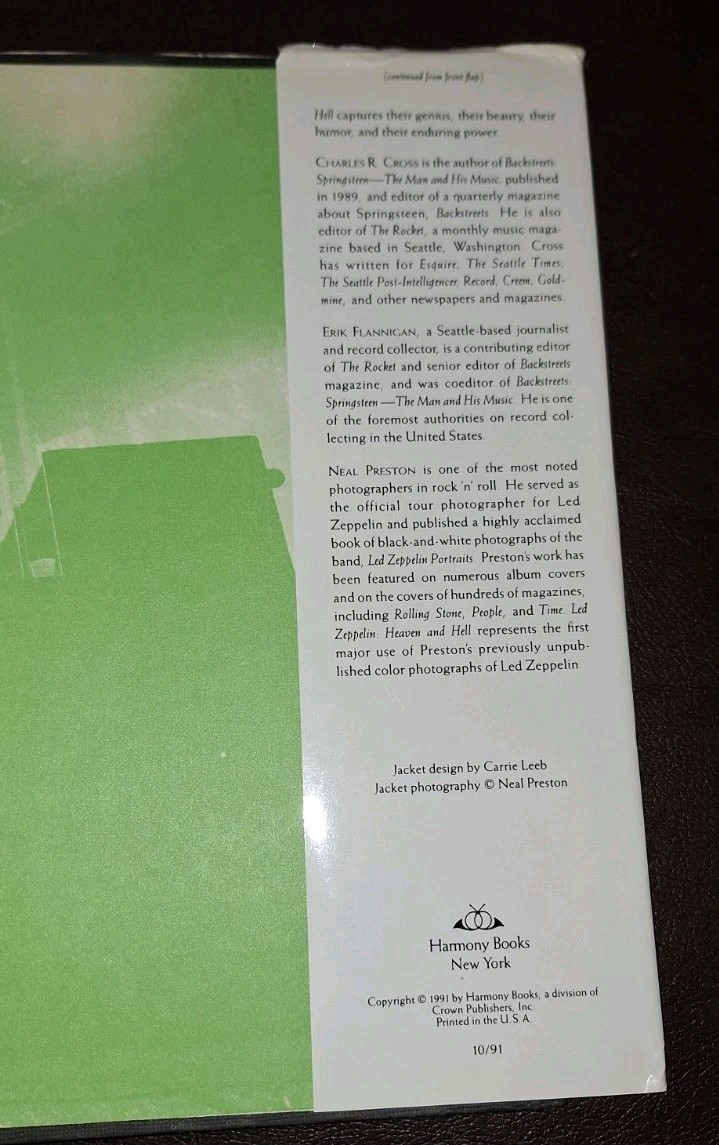 (continued from front flap)
Hell captures their genius, their beauty, their
humor, and their enduring power.
CHARLES R. CROSS is the author of Backstreets:
Springsteen—The Man and His Music, published
in 1989, and editor of a quarterly magazine
about Springsteen, Backstreets. He is also
editor of The Rocket, a monthly music maga-
zine based in Seattle, Washington. Cross
has written for Esquire, The Seattle Times,
The Seattle Post-Intelligencer, Record, Creem, Gold-
mine, and other newspapers and magazines.
ERIK FLANNIGAN, a Seattle-based journalist
and record collector, is a contributing editor
of The Rocket and senior editor of Backstreets
magazine, and was coeditor of Backstreets:
Springsteen—The Man and His Music. He is one
of the foremost authorities on record col-
lecting in the United States.
NEAL PRESTON is one of the most noted
photographers in rock 'n' roll. He served as
the official tour photographer for Led
Zeppelin and published a highly acclaimed
book of black-and-white photographs of the
band, Led Zeppelin Portraits. Preston's work has
been featured on numerous album covers
and on the covers of hundreds of magazines,
including Rolling Stone, People, and Time. Led
Zeppelin: Heaven and Hell represents the first
major use of Preston's previously unpub-
lished color photographs of Led Zeppelin.
Jacket design by Carrie Leeb
Jacket photography © Neal Preston
Harmony Books
New York
Copyright © 1991 by Harmony Books, a division of
Crown Publishers, Inc.
Printed in the U.S.A.
10/91